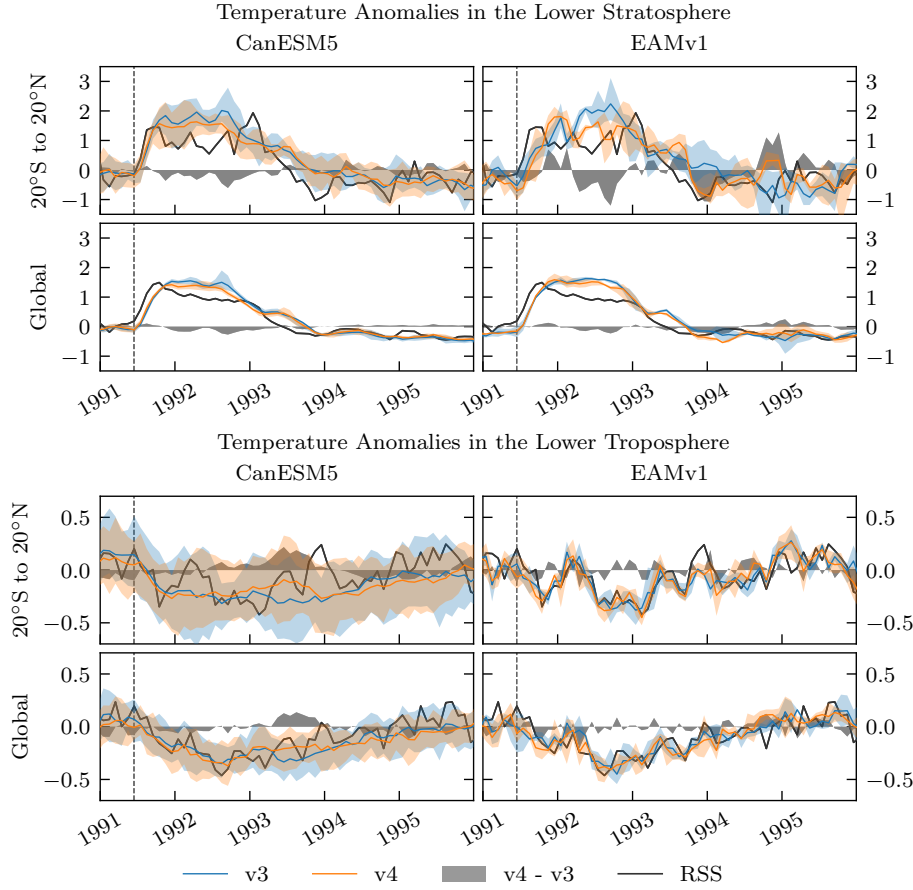 Temperature Anomalies in the Lower Stratosphere
CanESM5 EAMv1
20°S to 20°N
3 2 1 0 −1
3 2 1 0 −1
Global
3 2 1 0 −1
3 2 1 0 −1
1991 1992 1993 1994 1995
1991 1992 1993 1994 1995
Temperature Anomalies in the Lower Troposphere
CanESM5 EAMv1
20°S to 20°N
0.5 0.0 −0.5
0.5 0.0 −0.5
Global
0.5 0.0 −0.5
0.5 0.0 −0.5
1991 1992 1993 1994 1995
1991 1992 1993 1994 1995
v3 v4 v4 - v3 RSS